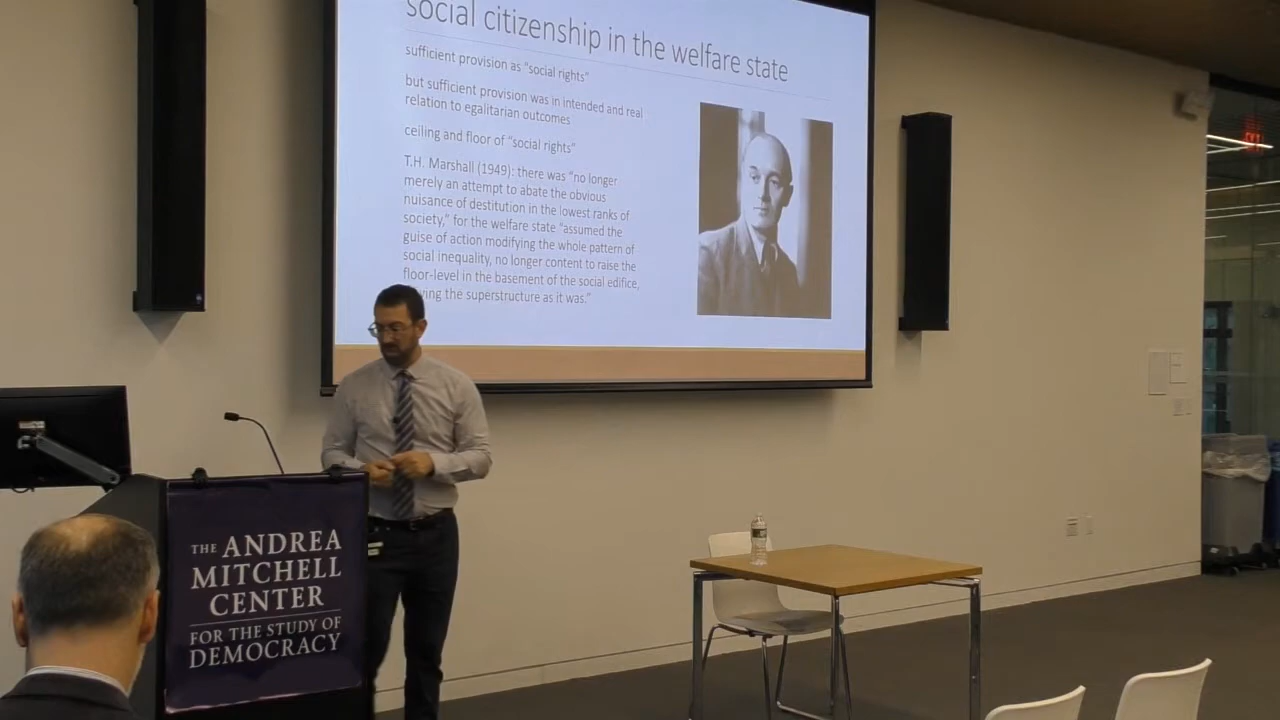 social citizenship in the welfare state
sufficient provision as "social rights"
but sufficient provision was in intended and real
relation to egalitarian outcomes
ceiling and floor of "social rights"
T.H. Marshall (1949): there was "no longer
merely an attempt to abate the obvious
nuisance of destitution in the lowest ranks of
society," for the welfare state "assumed the
guise of action modifying the whole pattern of
social inequality, no longer content to raise the
floor-level in the basement of the social edifice,
the superstructure as it was."
EXIT
THE ANDREA
MITCHELL
CENTER
FOR THE STUDY OF
DEMOCRACY